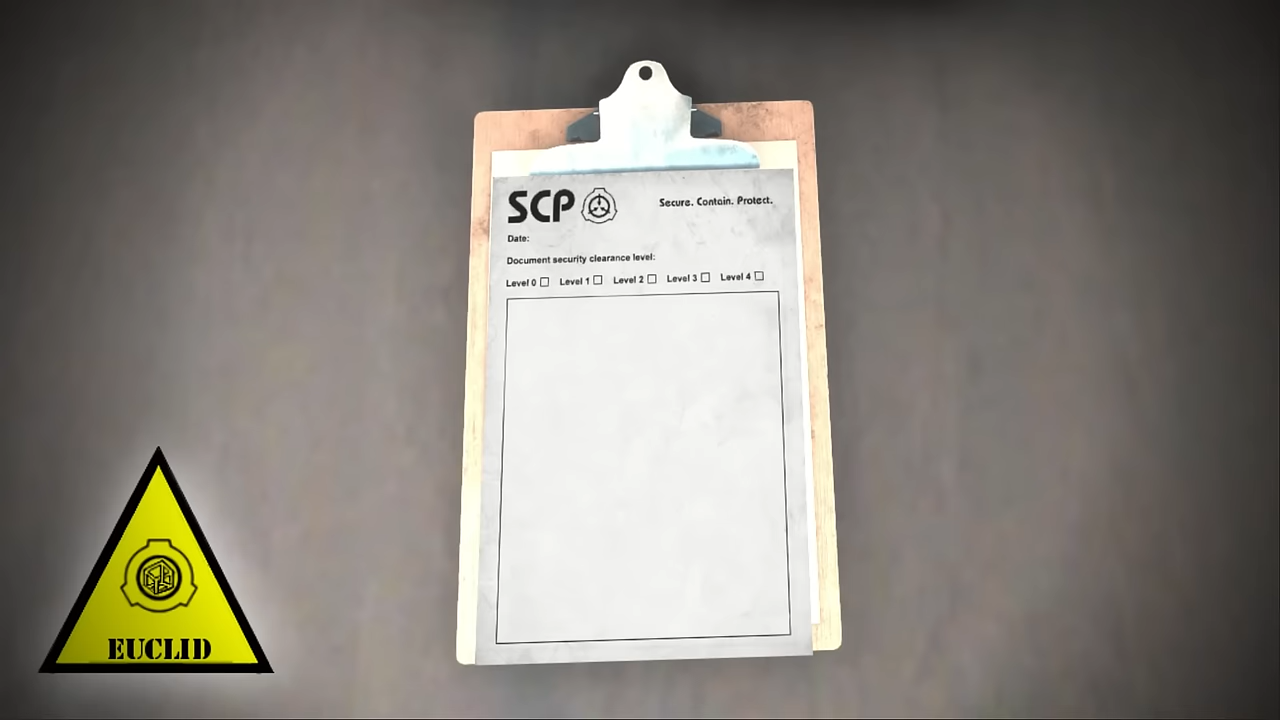 SCP Secure. Contain. Protect.
Date:
Document security clearance level:
Level 0 Level 1 Level 2 Level 3 Level 4
EUCLID